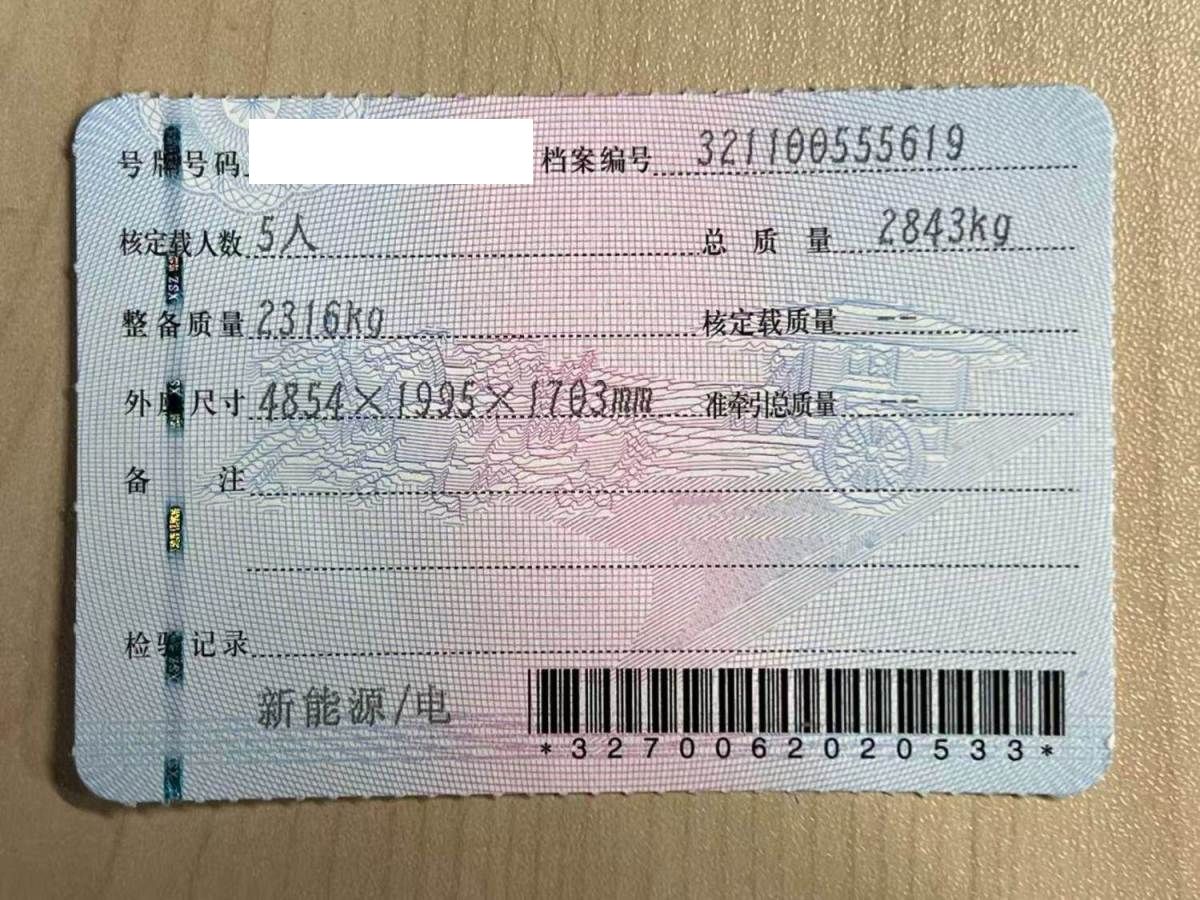 号牌号码 档案编号 321100555619
核定载人数 5人 总质量 2843kg
整备质量 2316kg 核定载质量 --
外廓尺寸 4854×1995×1703mm 准牵引总质量 --
备注
检验记录
新能源/电
*3270062020533*